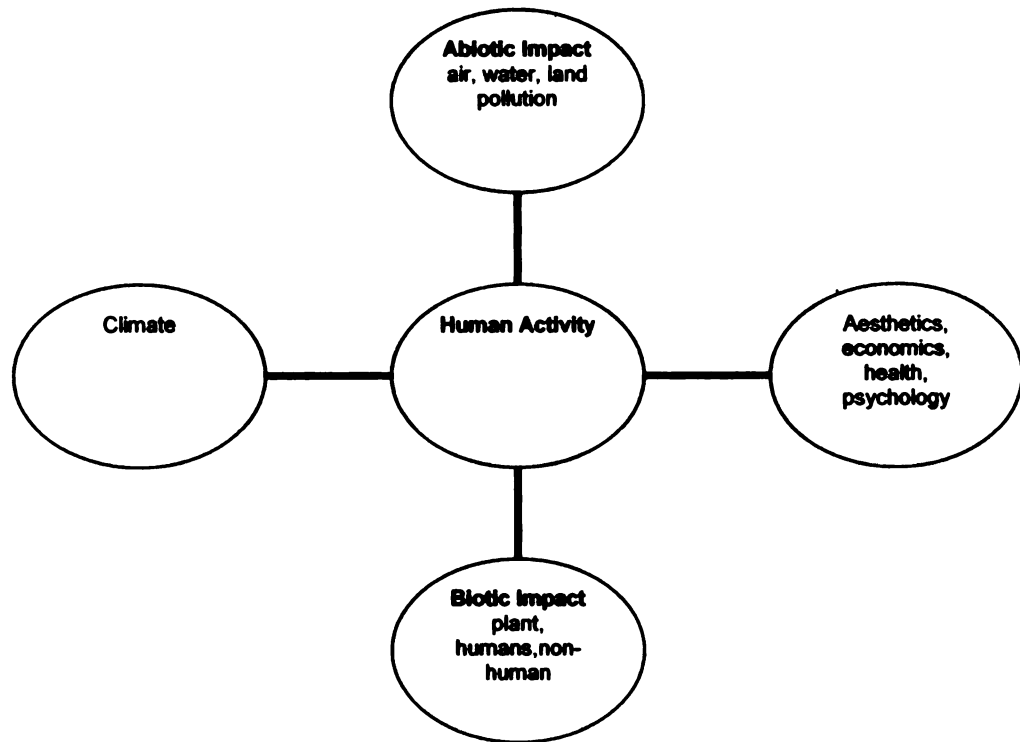 Abiotic Impact
air, water, land
pollution
Climate
Human Activity
Aesthetics,
economics,
health,
psychology
Biotic Impact
plant,
humans,non-
human